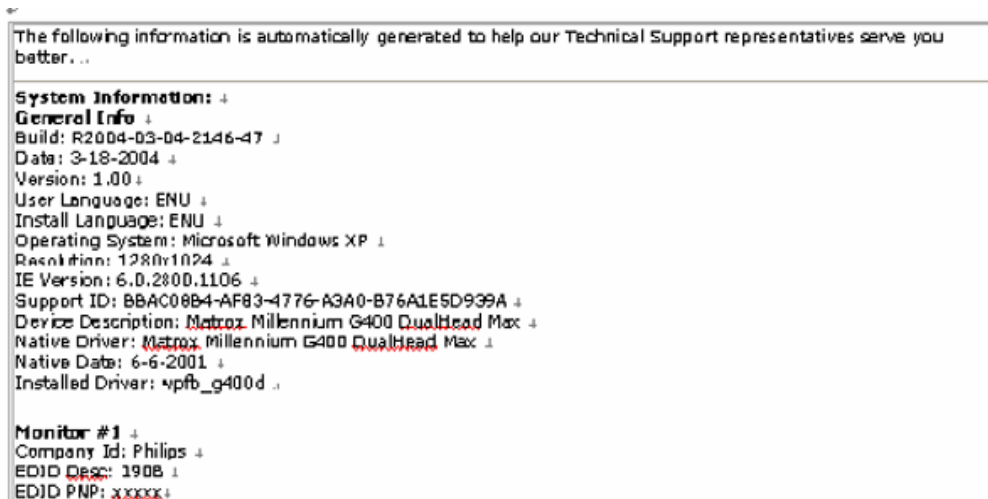 The following information is automatically generated to help our Technical Support representatives serve you
better...
System Information:
General Info
Build: R2004-03-04-2146-47
Date: 3-18-2004
Version: 1.00
User Language: ENU
Install Language: ENU
Operating System: Microsoft Windows XP
Resolution: 1280x1024
IE Version: 6.0.2800.1106
Support ID: BBAC08B4-AF83-4776-A3A0-B76A1E5D939A
Device Description: Matrox Millennium G400 DualHead Max
Native Driver: Matrox Millennium G400 DualHead Max
Native Date: 6-6-2001
Installed Driver: vpfb_g400d
Monitor #1
Company Id: Philips
EDID Desc: 190B
EDID PNP: xxxxx